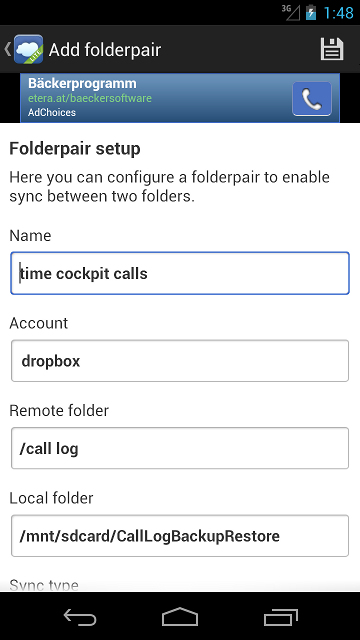 3G 1:48
Add folderpair
Bäckerprogramm
etera.at/baeckersoftware
AdChoices
Folderpair setup
Here you can configure a folderpair to enable
sync between two folders.
Name
time cockpit calls
Account
dropbox
Remote folder
/call log
Local folder
/mnt/sdcard/CallLogBackupRestore
Sync type